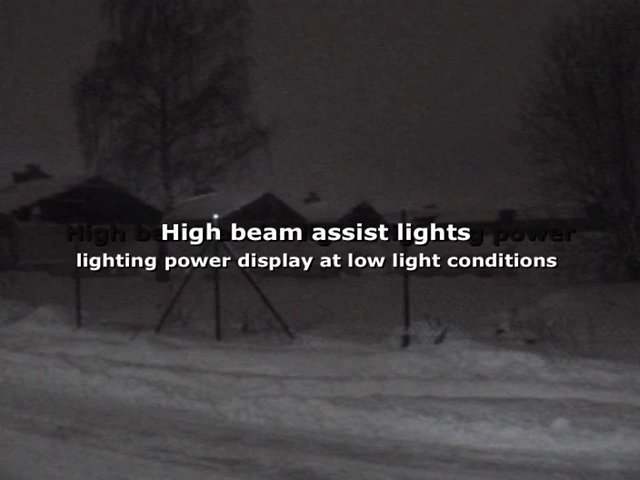 High beam assist lights
lighting power display at low light conditions